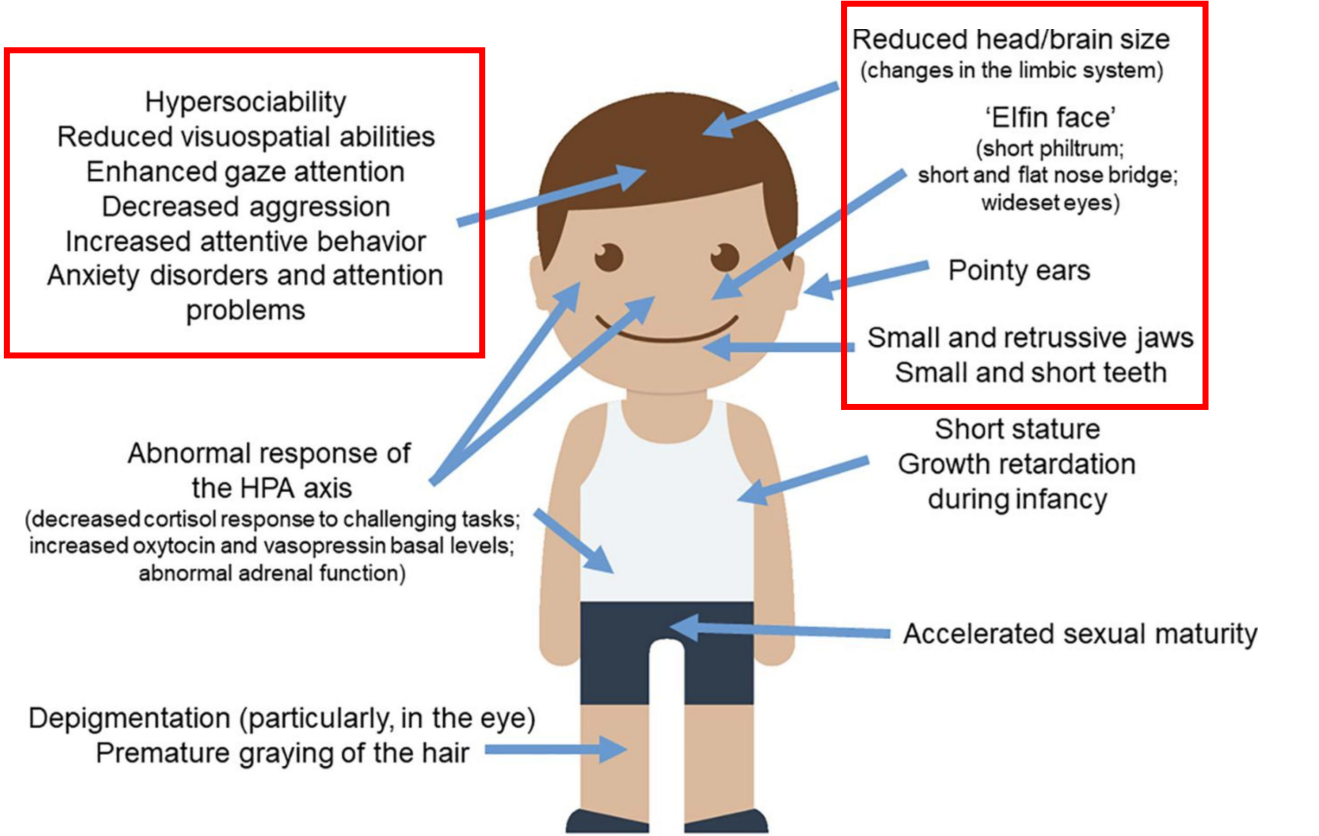 Hypersociability
Reduced visuospatial abilities
Enhanced gaze attention
Decreased aggression
Increased attentive behavior
Anxiety disorders and attention
problems
Reduced head/brain size
(changes in the limbic system)
‘Elfin face’
(short philtrum;
short and flat nose bridge;
wideset eyes)
Pointy ears
Small and retrussive jaws
Small and short teeth
Abnormal response of
the HPA axis
(decreased cortisol response to challenging tasks;
increased oxytocin and vasopressin basal levels;
abnormal adrenal function)
Short stature
Growth retardation
during infancy
Accelerated sexual maturity
Depigmentation (particularly, in the eye)
Premature graying of the hair